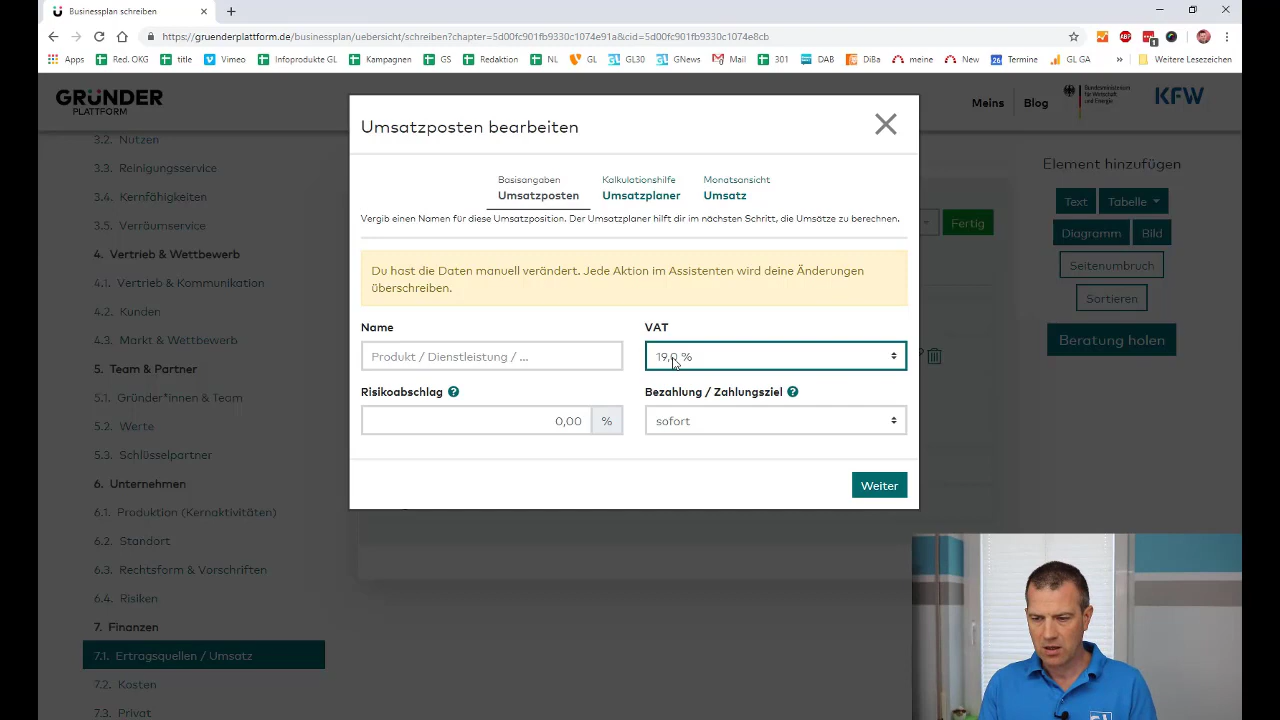 Businessplan schreiben
https://gruenderplattform.de/businessplan/uebersicht/schreiben?chapter=5d00fc901fb9330c1074e91a&cid=5d00fc901fb9330c1074e8cb
Apps Red. OKG title Vimeo Infoprodukte GL Kampagnen GS Redaktion NL GL GL30 GNews Mail 301 DAB DiBa meine New Termine GL GA » Weitere Lesezeichen
GRÜNDER
PLATTFORM
Meins Blog
Bundesministerium
für Wirtschaft
und Energie
KFW
3.2. Nutzen
3.3. Reinigungsservice
3.4. Kernfähigkeiten
3.5. Verräumservice
4. Vertrieb & Wettbewerb
4.1. Vertrieb & Kommunikation
4.2. Kunden
4.3. Markt & Wettbewerb
5. Team & Partner
5.1. Gründer*innen & Team
5.2. Werte
5.3. Schlüsselpartner
6. Unternehmen
6.1. Produktion (Kernaktivitäten)
6.2. Standort
6.3. Rechtsform & Vorschriften
6.4. Risiken
7. Finanzen
7.1. Ertragsquellen / Umsatz
7.2. Kosten
7.3. Privat
Umsatzposten bearbeiten
Basisangaben
Umsatzposten
Kalkulationshilfe
Umsatzplaner
Monatsansicht
Umsatz
Vergib einen Namen für diese Umsatzposition. Der Umsatzplaner hilft dir im nächsten Schritt, die Umsätze zu berechnen.
Du hast die Daten manuell verändert. Jede Aktion im Assistenten wird deine Änderungen
überschreiben.
Name
Produkt / Dienstleistung / ...
VAT
19,0 %
Risikoabschlag ?
0,00 %
Bezahlung / Zahlungsziel ?
sofort
Weiter
Fertig
Element hinzufügen
Text Tabelle
Diagramm Bild
Seitenumbruch
Sortieren
Beratung holen